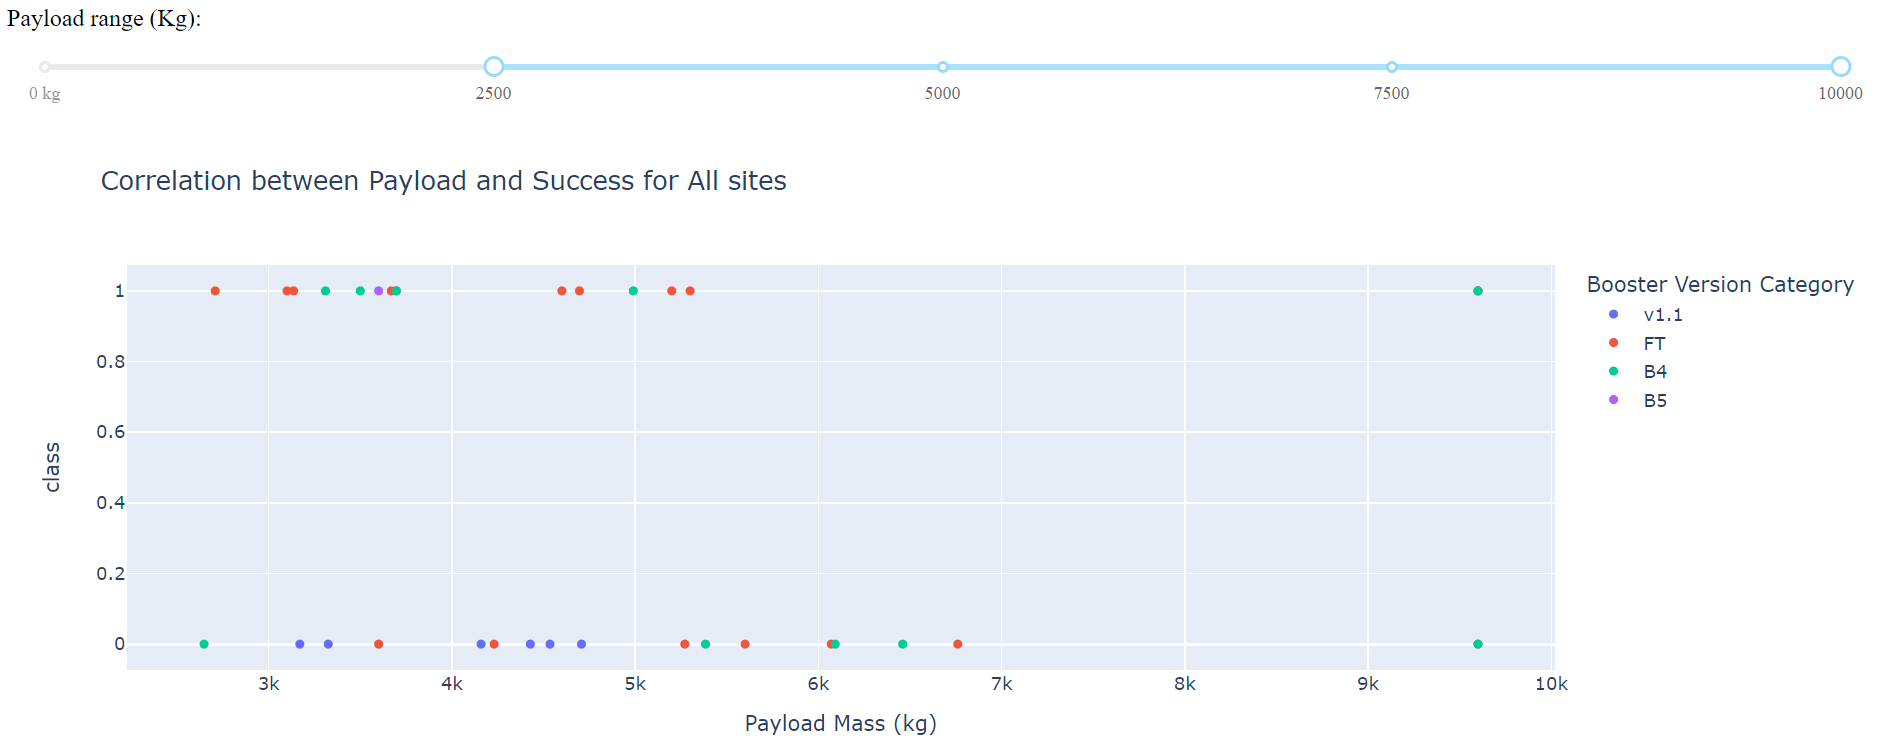 Payload range (Kg):
0 kg 2500 5000 7500 10000
Correlation between Payload and Success for All sites
Booster Version Category
v1.1
FT
B4
B5
1
0.8
0.6
0.4
0.2
0
class
3k 4k 5k 6k 7k 8k 9k 10k
Payload Mass (kg)